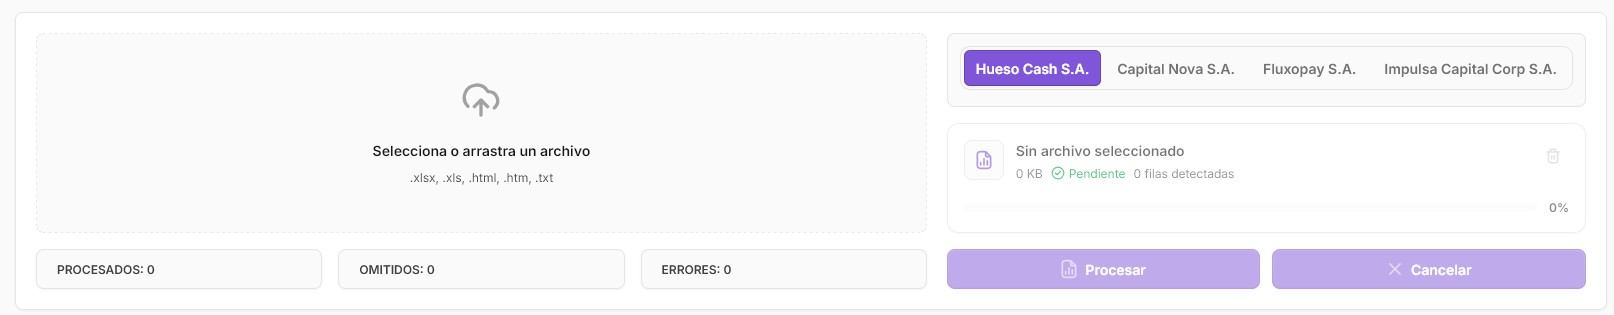 Selecciona o arrastra un archivo
.xlsx, .xls, .html, .htm, .txt
PROCESADOS: 0
OMITIDOS: 0
ERRORES: 0
Hueso Cash S.A.
Capital Nova S.A.
Fluxopay S.A.
Impulsa Capital Corp S.A.
Sin archivo seleccionado
0 KB Pendiente 0 filas detectadas
0%
Procesar
Cancelar